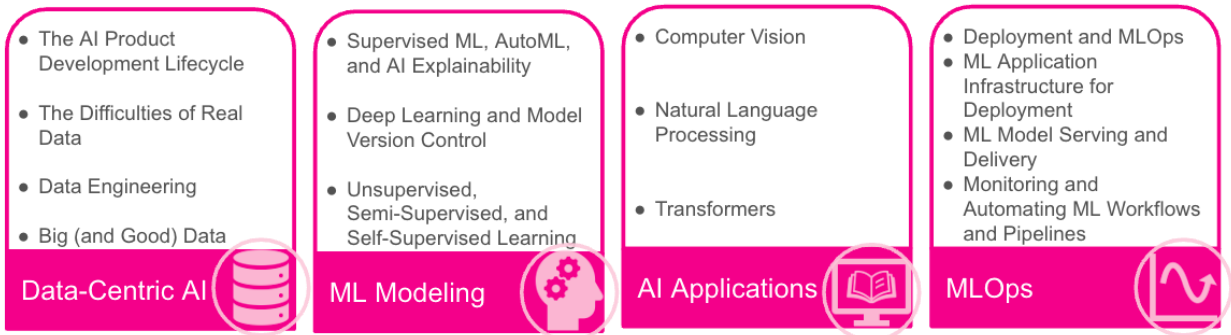 ● The AI Product
Development Lifecycle
● The Difficulties of Real
Data
● Data Engineering
● Big (and Good) Data
Data-Centric AI
● Supervised ML, AutoML,
and AI Explainability
● Deep Learning and Model
Version Control
● Unsupervised,
Semi-Supervised, and
Self-Supervised Learning
ML Modeling
● Computer Vision
● Natural Language
Processing
● Transformers
AI Applications
● Deployment and MLOps
● ML Application
Infrastructure for
Deployment
● ML Model Serving and
Delivery
● Monitoring and
Automating ML Workflows
and Pipelines
MLOps